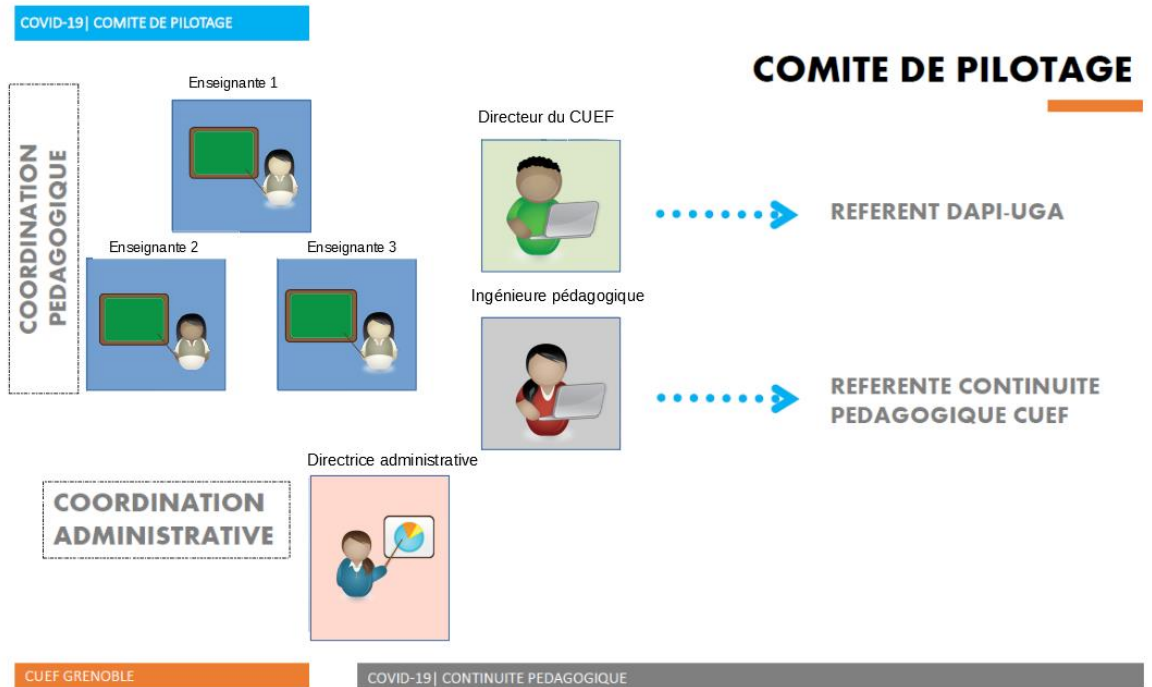 COVID-19| COMITE DE PILOTAGE
COMITE DE PILOTAGE
COORDINATION
PEDAGOGIQUE
Enseignante 1
Enseignante 2
Enseignante 3
Directeur du CUEF
REFERENT DAPI-UGA
Ingénieure pédagogique
REFERENTE CONTINUITE
PEDAGOGIQUE CUEF
Directrice administrative
COORDINATION
ADMINISTRATIVE
CUEF GRENOBLE
COVID-19| CONTINUITE PEDAGOGIQUE